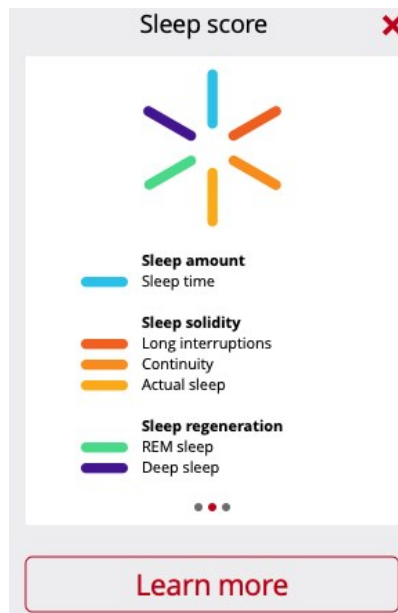 Sleep score
Sleep amount
Sleep time
Sleep solidity
Long interruptions
Continuity
Actual sleep
Sleep regeneration
REM sleep
Deep sleep
Learn more